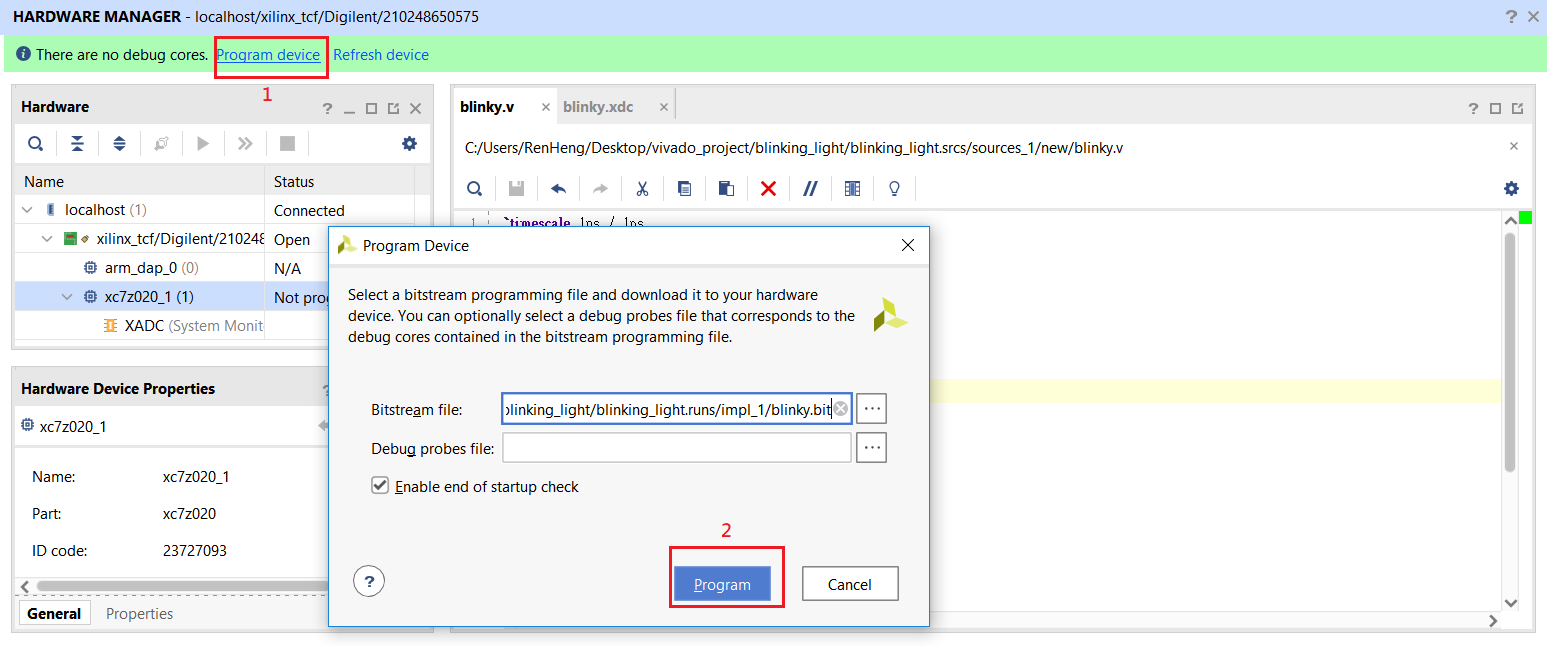 HARDWARE MANAGER - localhost/xilinx_tcf/Digilent/210248650575
There are no debug cores. Program device Refresh device
1
Hardware
Name Status
localhost (1) Connected
xilinx_tcf/Digilent/210248 Open
arm_dap_0 (0) N/A
xc7z020_1 (1) Not pro
XADC (System Monit
Hardware Device Properties
xc7z020_1
Name: xc7z020_1
Part: xc7z020
ID code: 23727093
General Properties
blinky.v blinky.xdc
C:/Users/RenHeng/Desktop/vivado_project/blinking_light/blinking_light.srcs/sources_1/new/blinky.v
1 `timescale 1ns / 1ps
Program Device
Select a bitstream programming file and download it to your hardware
device. You can optionally select a debug probes file that corresponds to the
debug cores contained in the bitstream programming file.
Bitstream file: blinking_light/blinking_light.runs/impl_1/blinky.bit
Debug probes file:
Enable end of startup check
2
Program Cancel